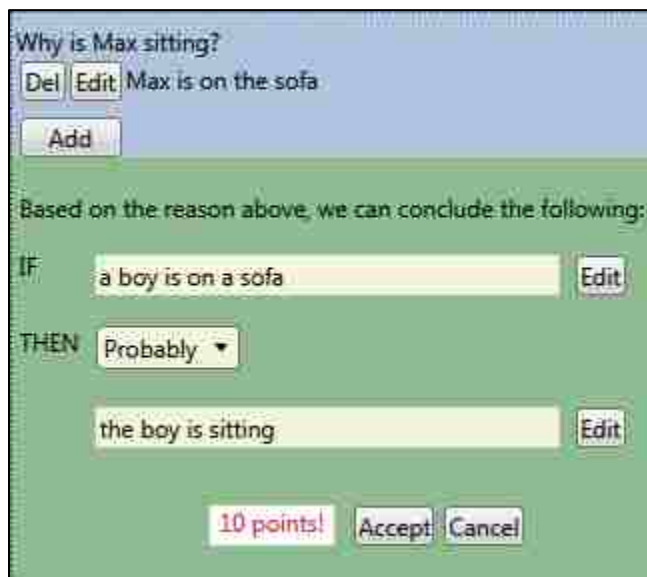 Why is Max sitting?
Del Edit Max is on the sofa
Add
Based on the reason above, we can conclude the following:
IF a boy is on a sofa Edit
THEN Probably
the boy is sitting Edit
10 points! Accept Cancel